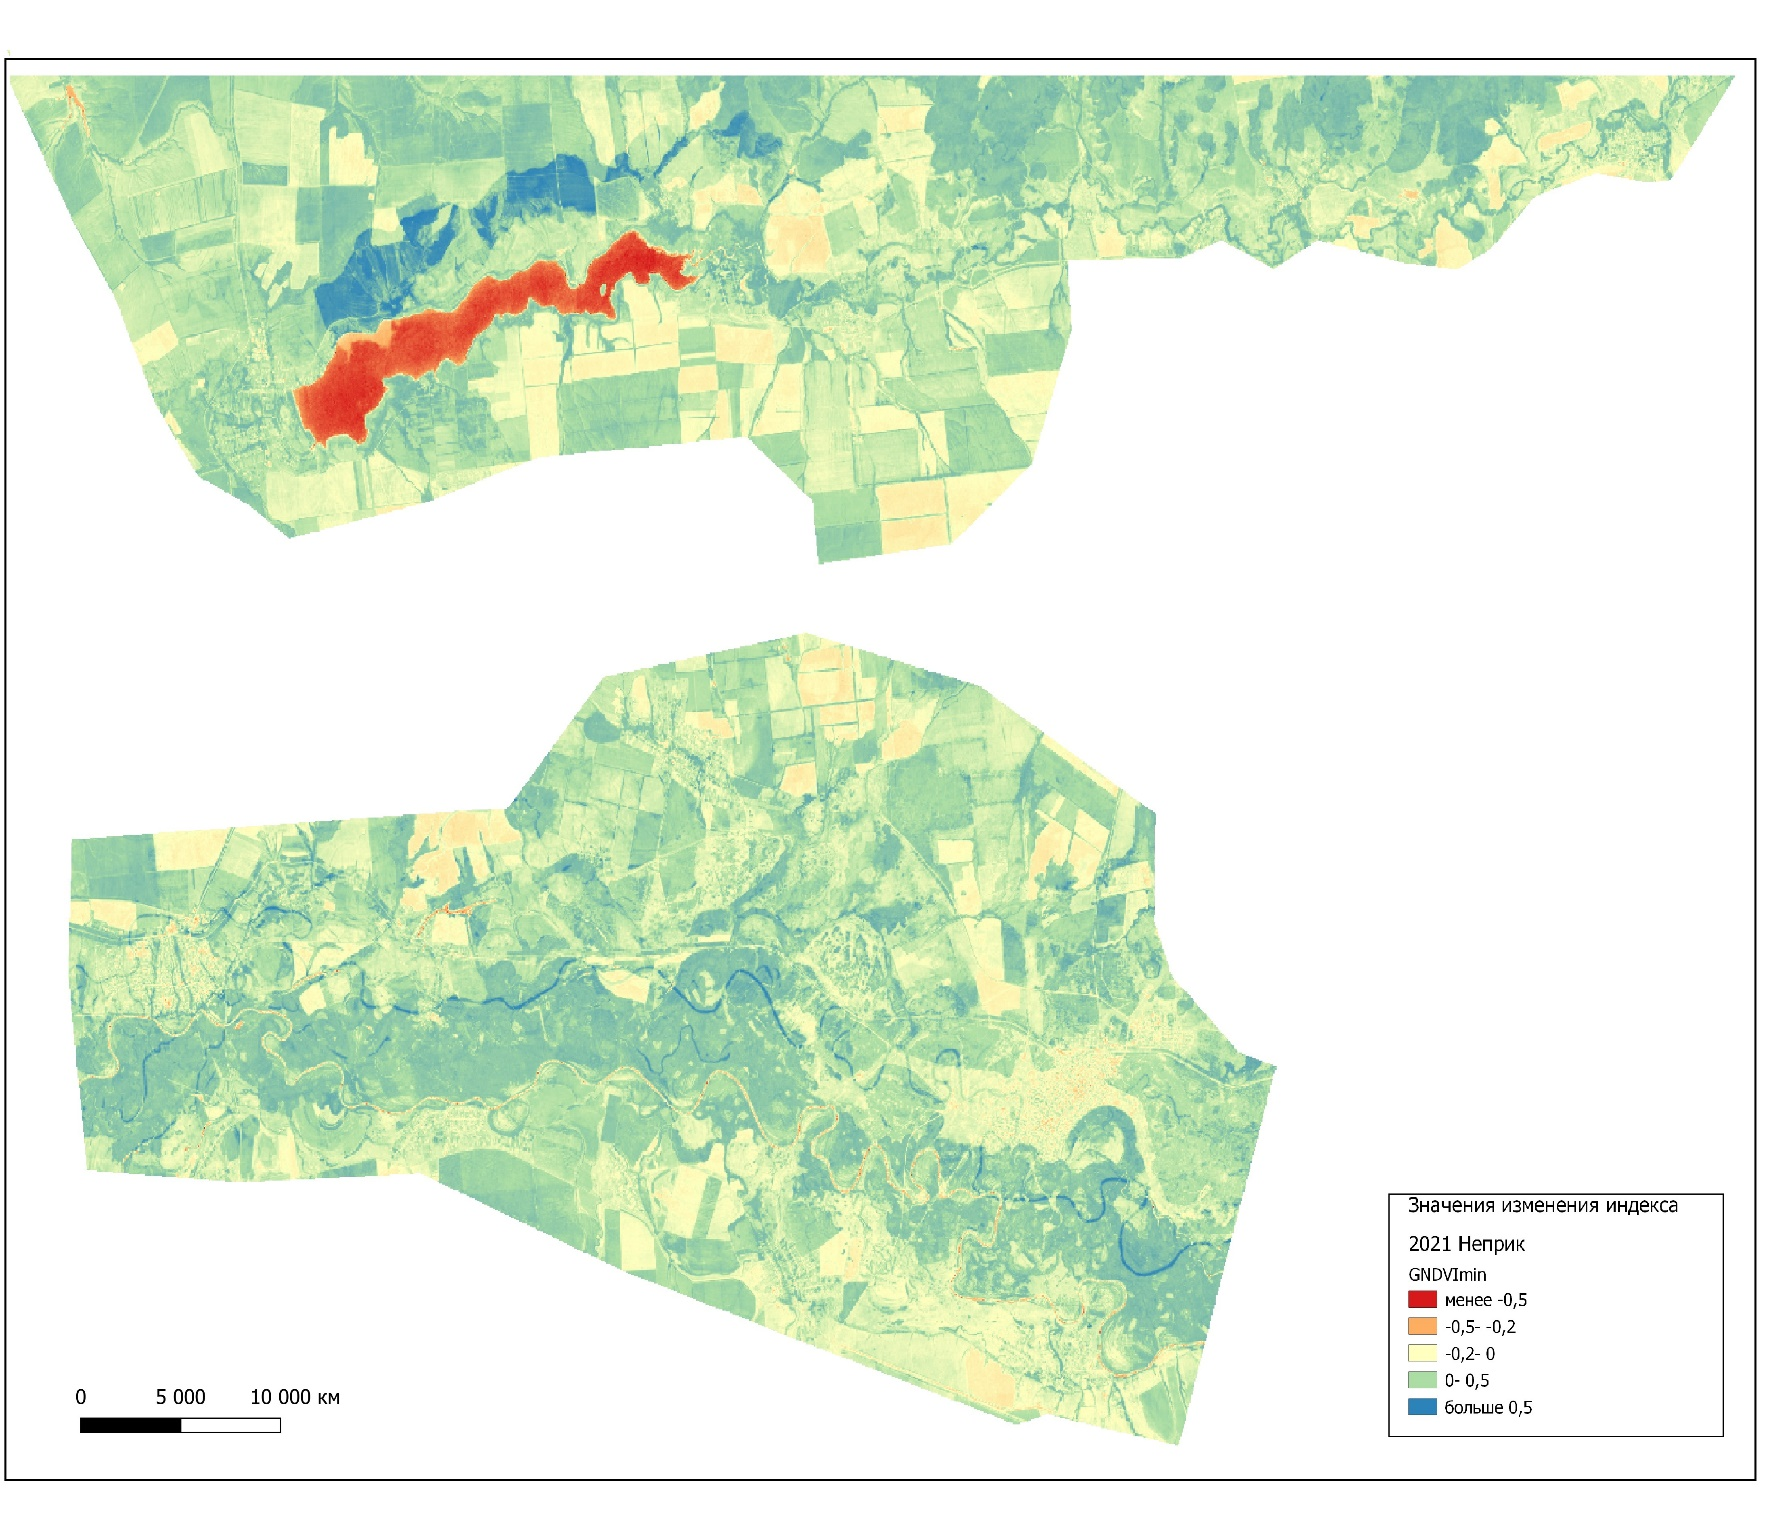 Значения изменения индекса
2021 Неприк
GNDVImin
менее -0,5
-0,5- -0,2
-0,2- 0
0- 0,5
больше 0,5
0 5 000 10 000 км